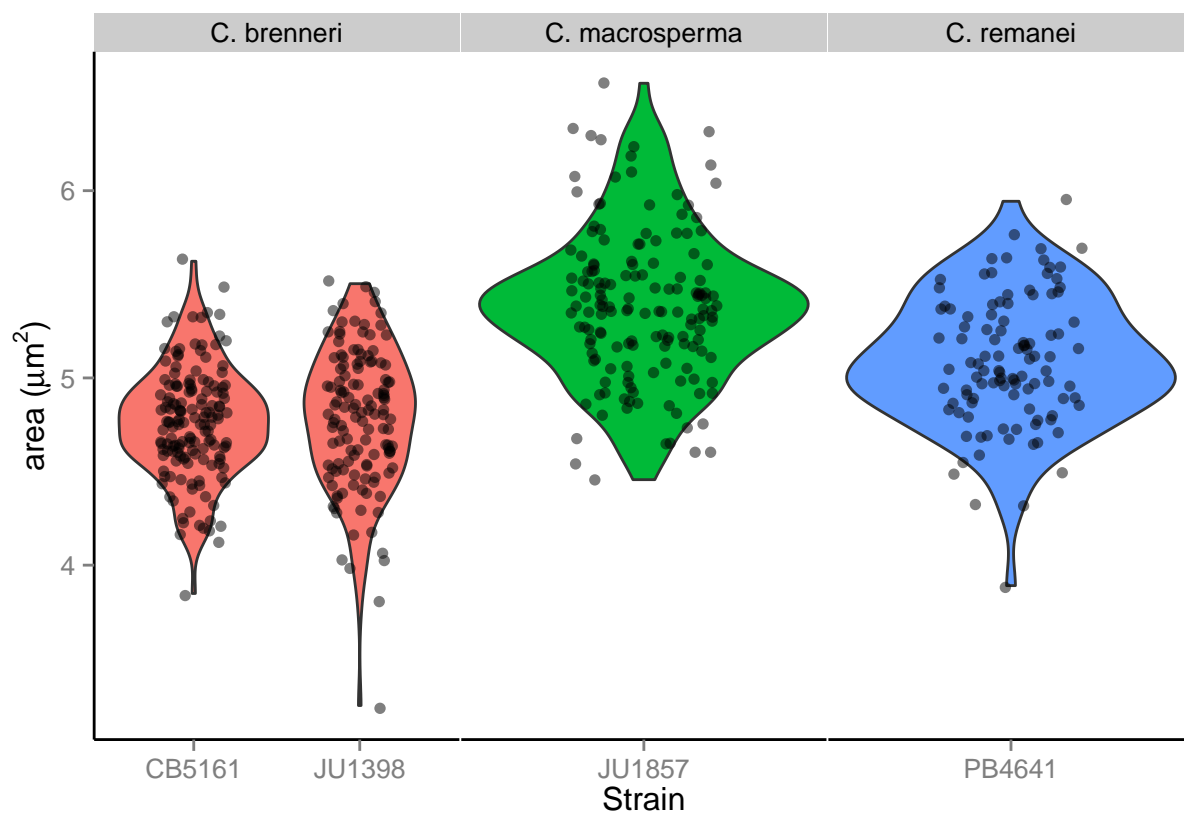 C. brenneri
C. macrosperma
C. remanei
area (μm²)
6
5
4
CB5161
JU1398
JU1857
PB4641
Strain